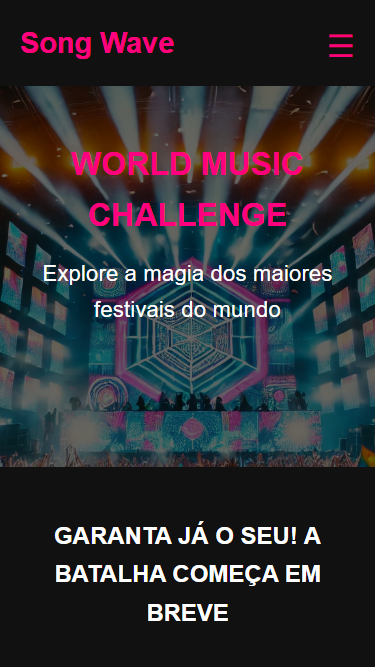 Song Wave
WORLD MUSIC
CHALLENGE
Explore a magia dos maiores
festivais do mundo
GARANTA JÁ O SEU! A
BATALHA COMEÇA EM
BREVE